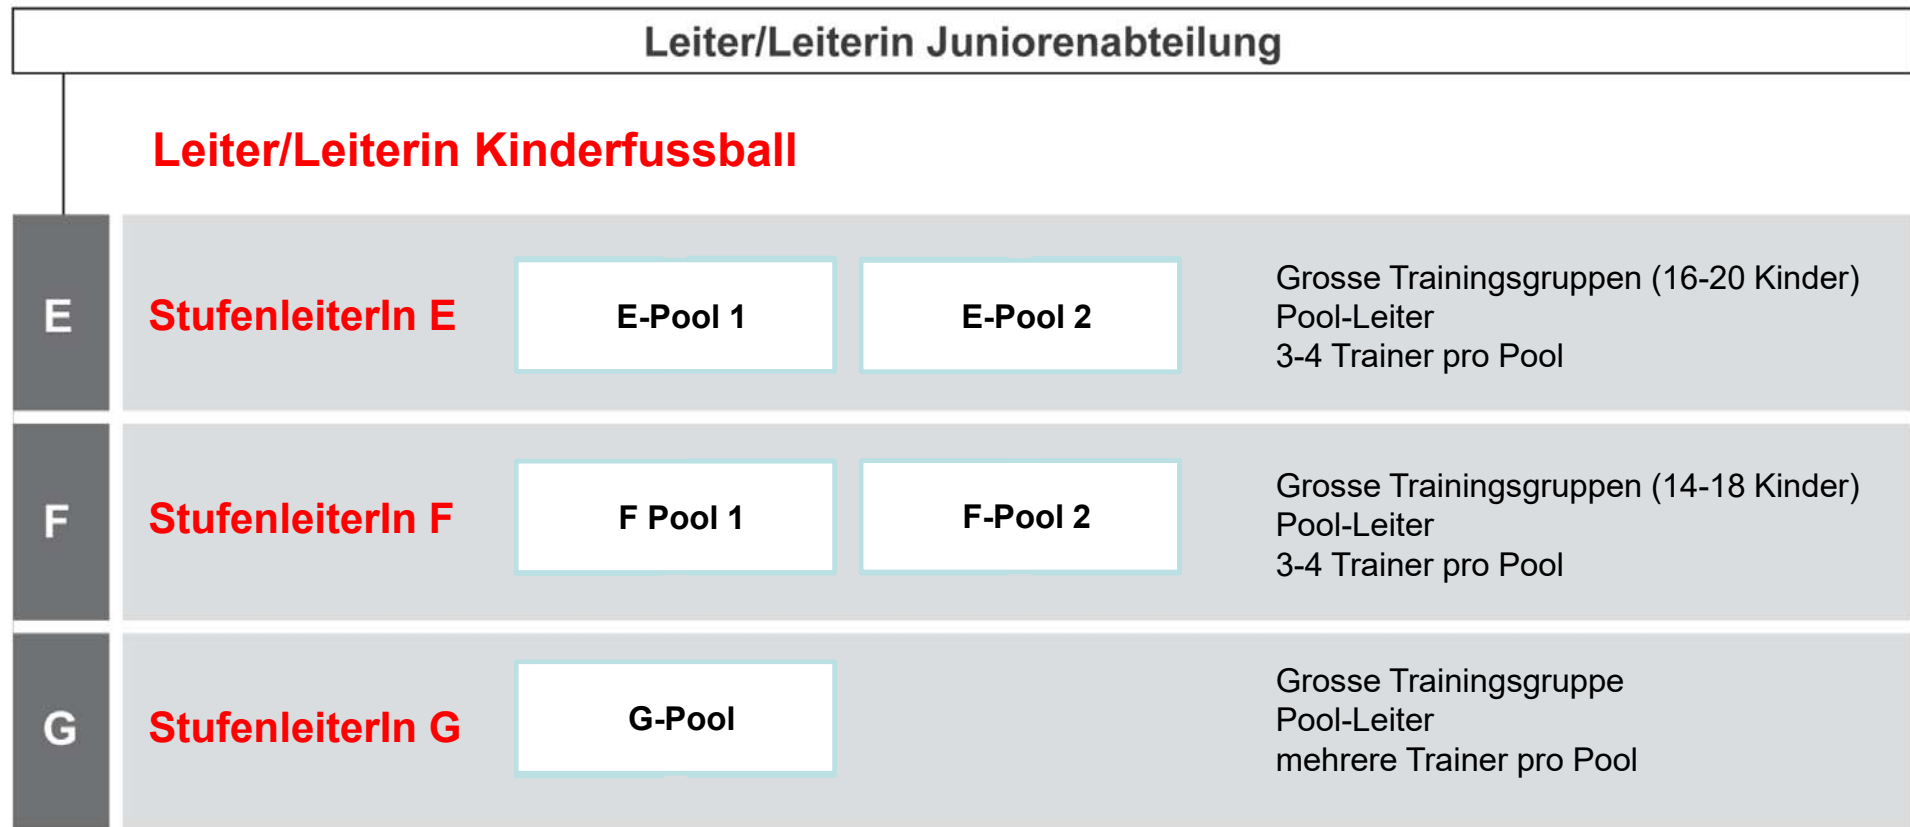 Leiter/Leiterin Juniorenabteilung
Leiter/Leiterin Kinderfussball
E
StufenleiterIn E
E-Pool 1
E-Pool 2
Grosse Trainingsgruppen (16-20 Kinder)
Pool-Leiter
3-4 Trainer pro Pool
F
StufenleiterIn F
F Pool 1
F-Pool 2
Grosse Trainingsgruppen (14-18 Kinder)
Pool-Leiter
3-4 Trainer pro Pool
G
StufenleiterIn G
G-Pool
Grosse Trainingsgruppe
Pool-Leiter
mehrere Trainer pro Pool